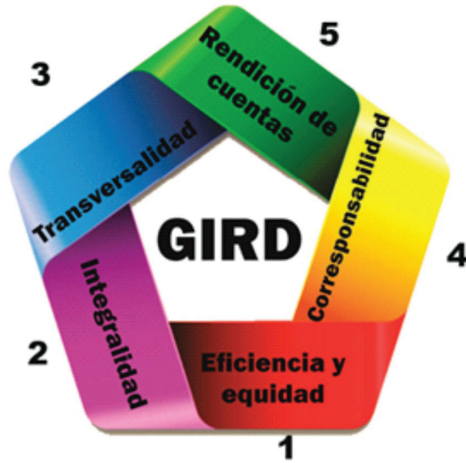 5
Rendición de
cuentas
3
Transversalidad
Corresponsabilidad
GIRD
4
Integralidad
2
Eficiencia y
equidad
1